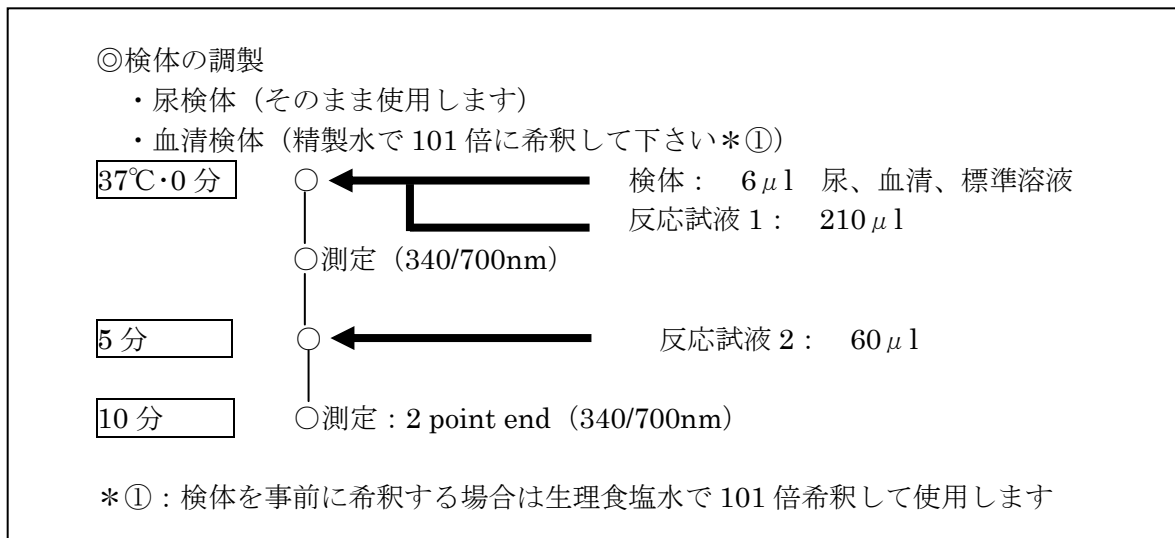 ◎検体の調製
・尿検体（そのまま使用します）
・血清検体（精製水で 101 倍に希釈して下さい＊①）
37℃・0 分 ○ 検体： 6μl 尿、血清、標準溶液
反応試液 1： 210μl
○測定（340/700nm）
5 分 ○ 反応試液 2： 60μl
10 分 ○測定：2 point end（340/700nm）
＊①：検体を事前に希釈する場合は生理食塩水で 101 倍希釈して使用します